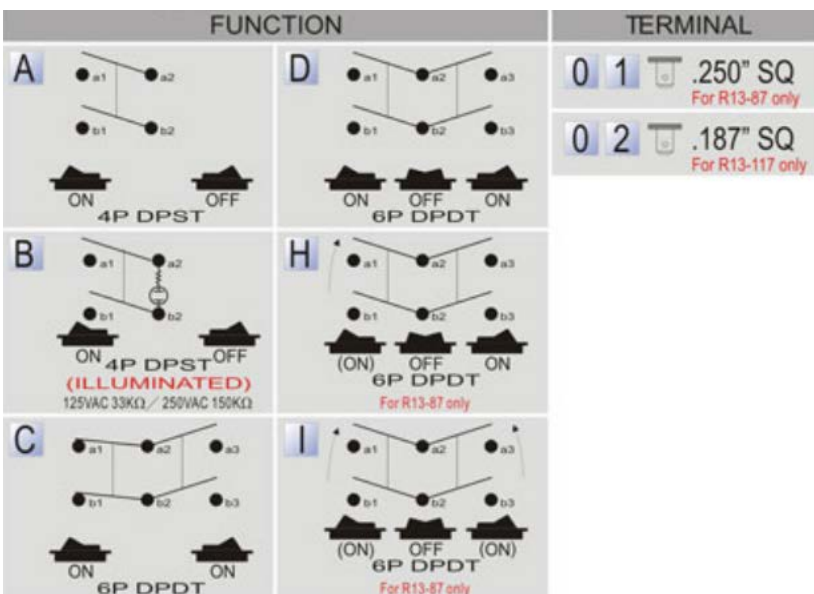 FUNCTION
TERMINAL
A
a1 a2
b1 b2
ON OFF
4P DPST
D
a1 a2 a3
b1 b2 b3
ON OFF ON
6P DPDT
0 1 .250” SQ
For R13-87 only
0 2 .187” SQ
For R13-117 only
B
a1 a2
b1 b2
ON OFF
4P DPST
(ILLUMINATED)
125VAC 33KΩ／250VAC 150KΩ
H
a1 a2 a3
b1 b2 b3
(ON) OFF ON
6P DPDT
For R13-87 only
C
a1 a2 a3
b1 b2 b3
ON ON
6P DPDT
I
a1 a2 a3
b1 b2 b3
(ON) OFF (ON)
6P DPDT
For R13-87 only